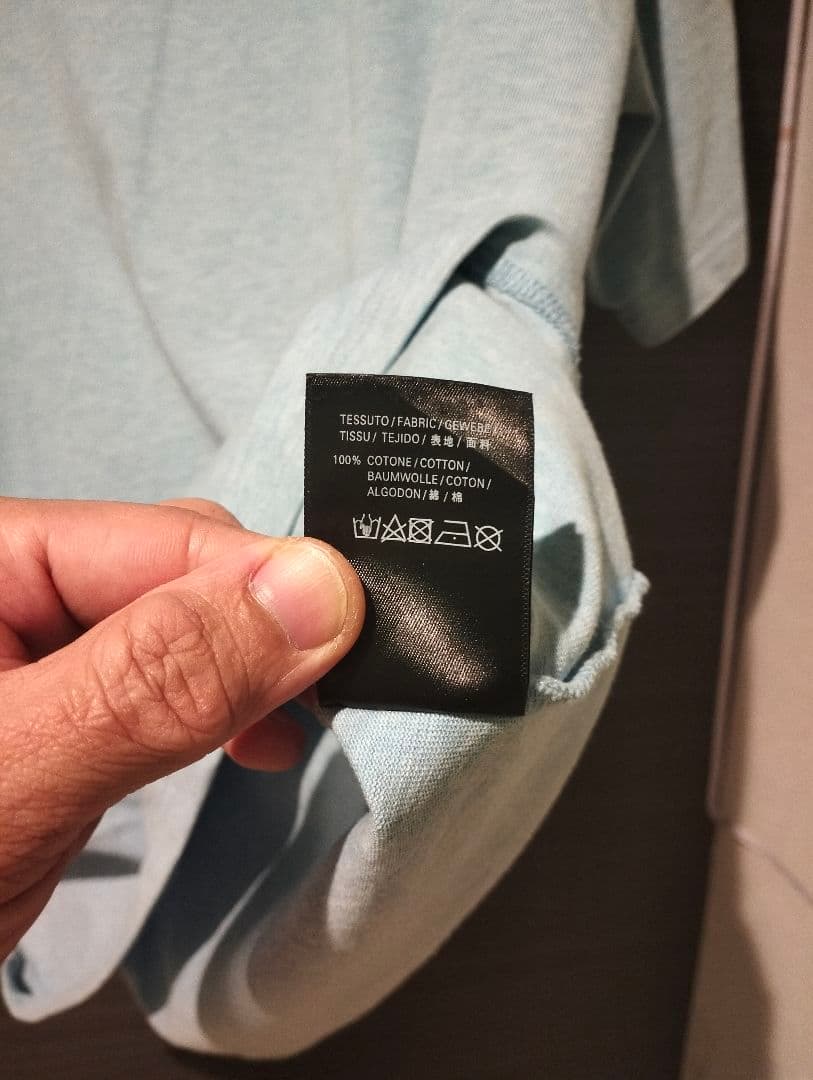 TESSUTO/FABRIC/GEWEBE/
TISSU/ TEJIDO/ 表地/面料
100% COTONE/COTTON/
BAUMWOLLE/COTON/
ALGODON/綿 / 棉